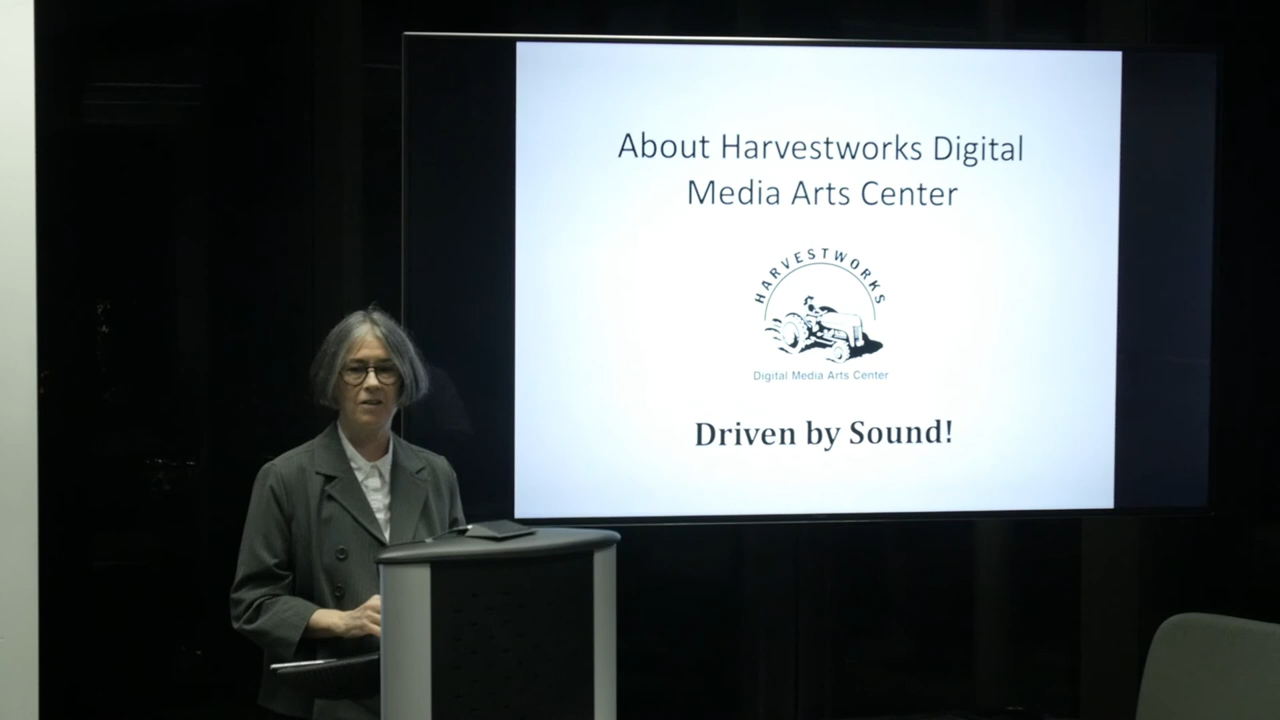 About Harvestworks Digital
Media Arts Center
HARVESTWORKS
Digital Media Arts Center
Driven by Sound!